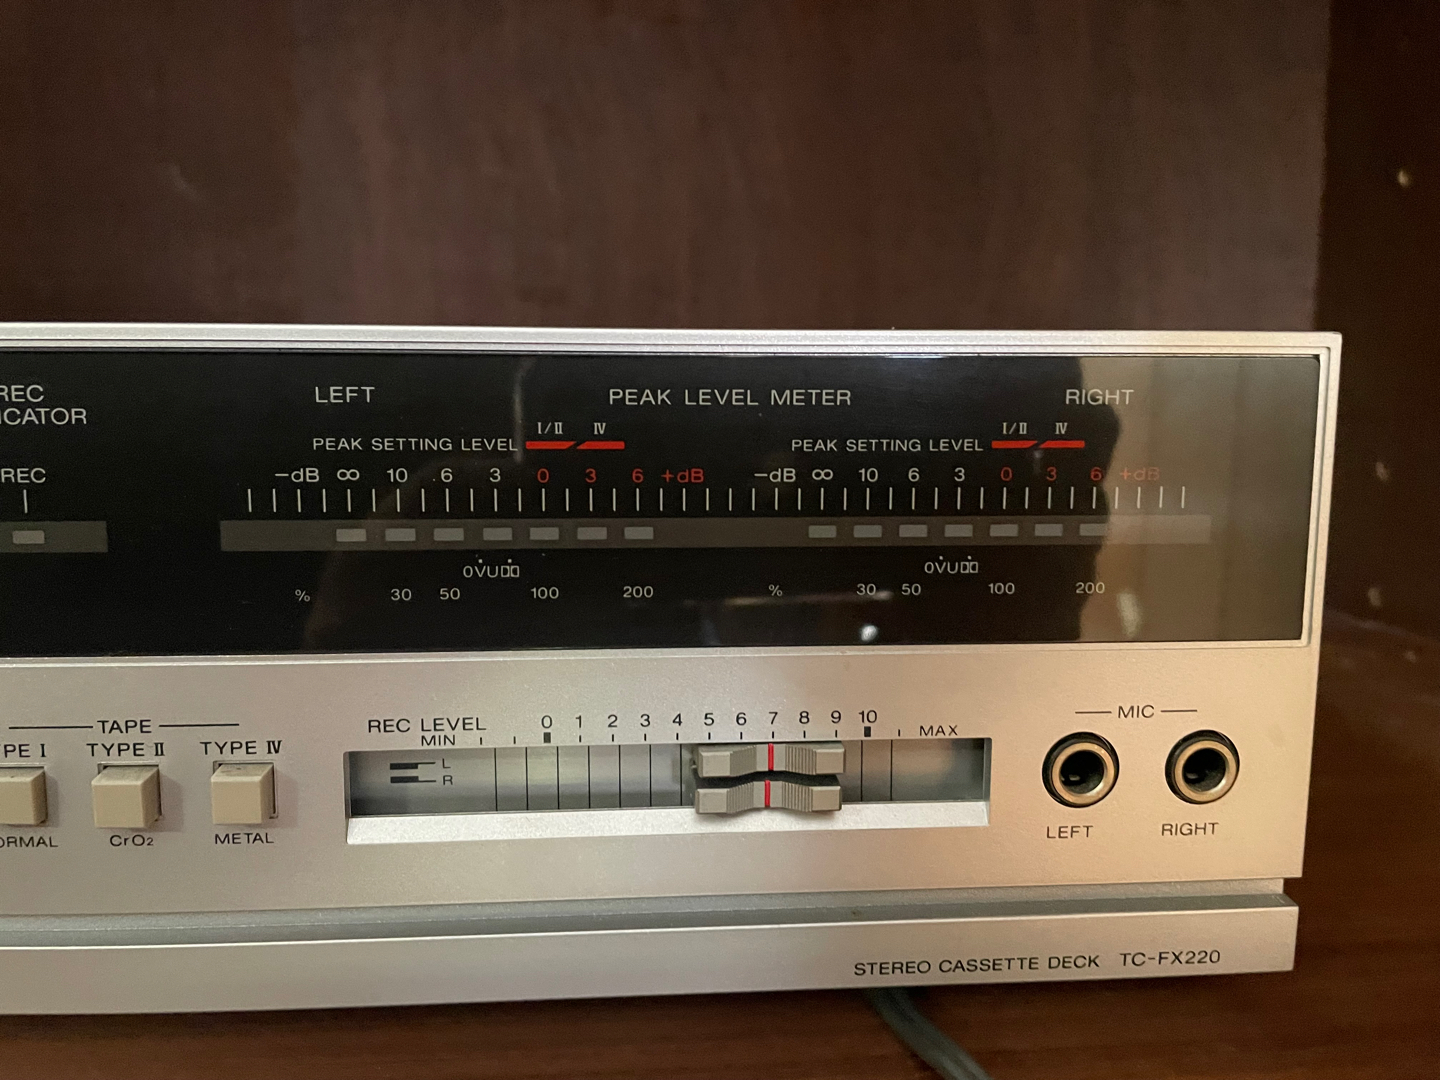 REC
ICATOR
REC
LEFT
PEAK LEVEL METER
RIGHT
I/II IV
PEAK SETTING LEVEL
−dB ∞ 10 6 3 0 3 6 +dB
0VU
% 30 50 100 200
I/II IV
PEAK SETTING LEVEL
−dB ∞ 10 6 3 0 3 6 +dB
0VU
% 30 50 100 200
TAPE
PE I TYPE II TYPE IV
ORMAL CrO2 METAL
REC LEVEL
MIN 0 1 2 3 4 5 6 7 8 9 10 MAX
L
R
MIC
LEFT RIGHT
STEREO CASSETTE DECK TC-FX220